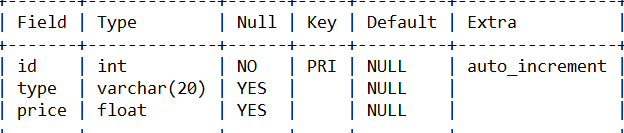 | Field | Type | Null | Key | Default | Extra |
| id | int | NO | PRI | NULL | auto_increment |
| type | varchar(20) | YES | | NULL | |
| price | float | YES | | NULL | |